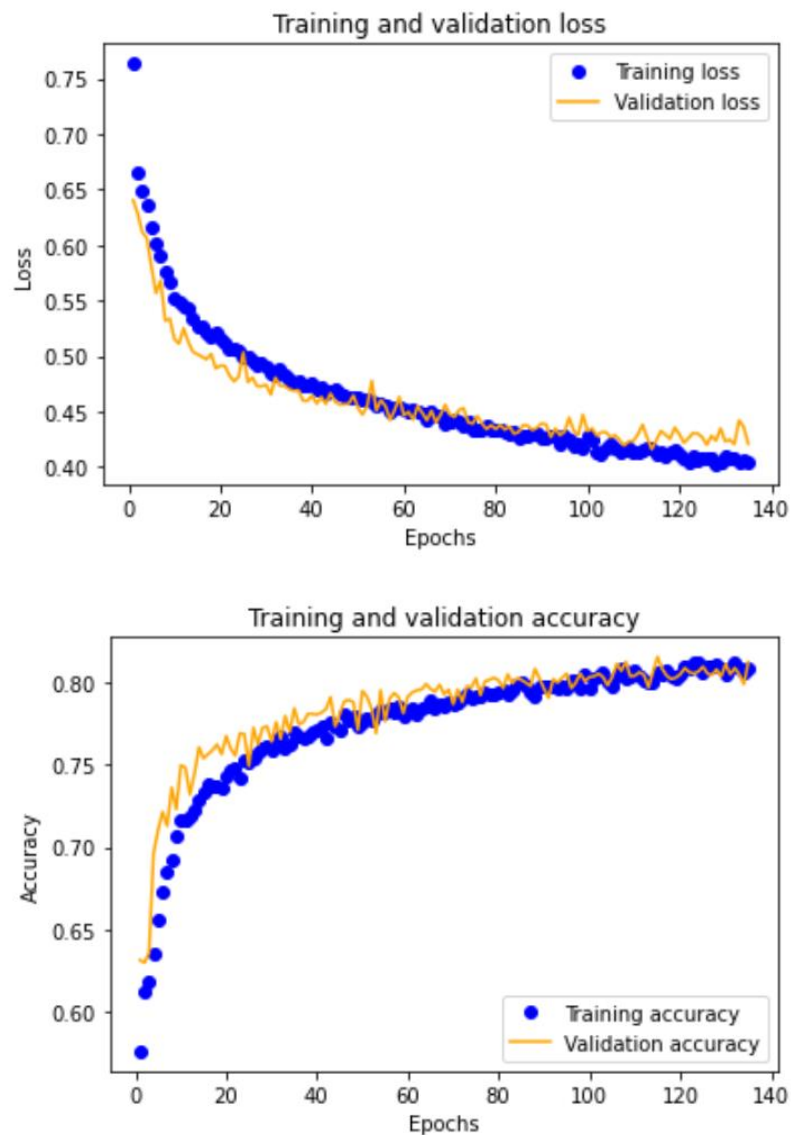 Training and validation loss
0.75
0.70
0.65
0.60
0.55
0.50
0.45
0.40
Loss
Training loss
Validation loss
0 20 40 60 80 100 120 140
Epochs
Training and validation accuracy
0.80
0.75
0.70
0.65
0.60
Accuracy
Training accuracy
Validation accuracy
0 20 40 60 80 100 120 140
Epochs